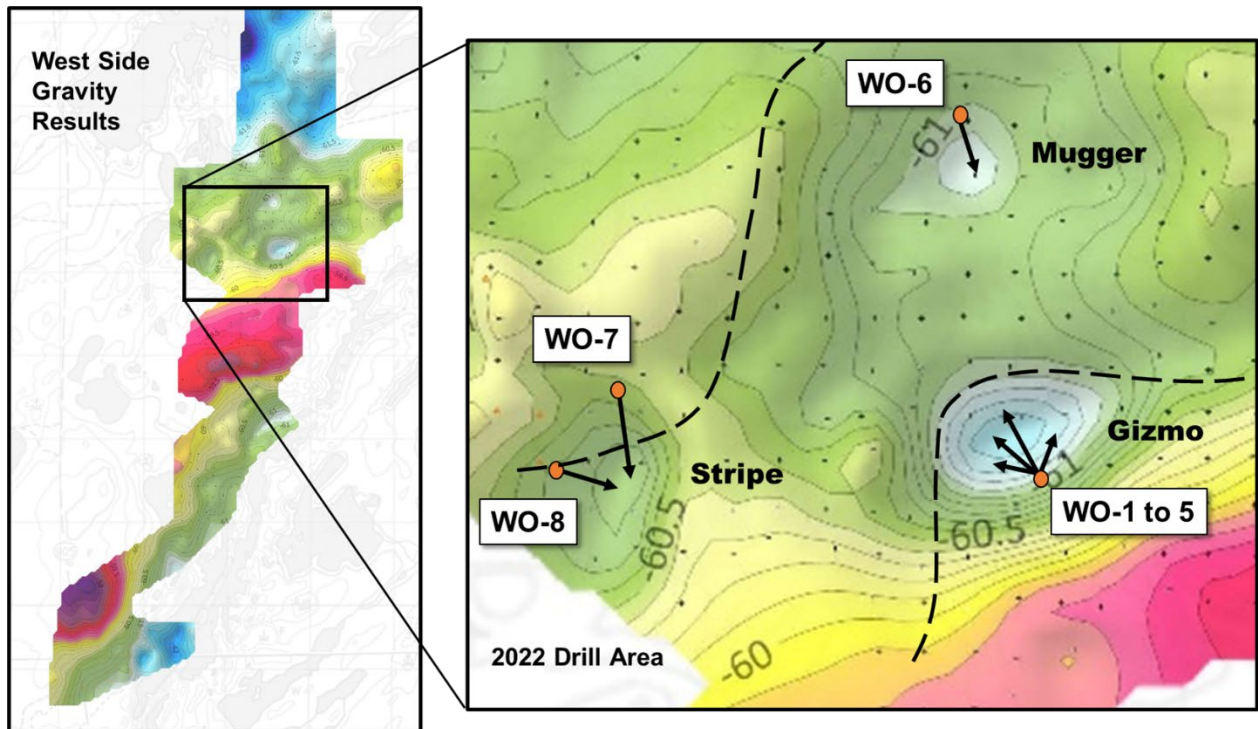 West Side
Gravity
Results
WO-6
-61
Mugger
WO-7
Gizmo
Stripe
-61
WO-8
WO-1 to 5
-60.5
-60.5
2022 Drill Area
-60